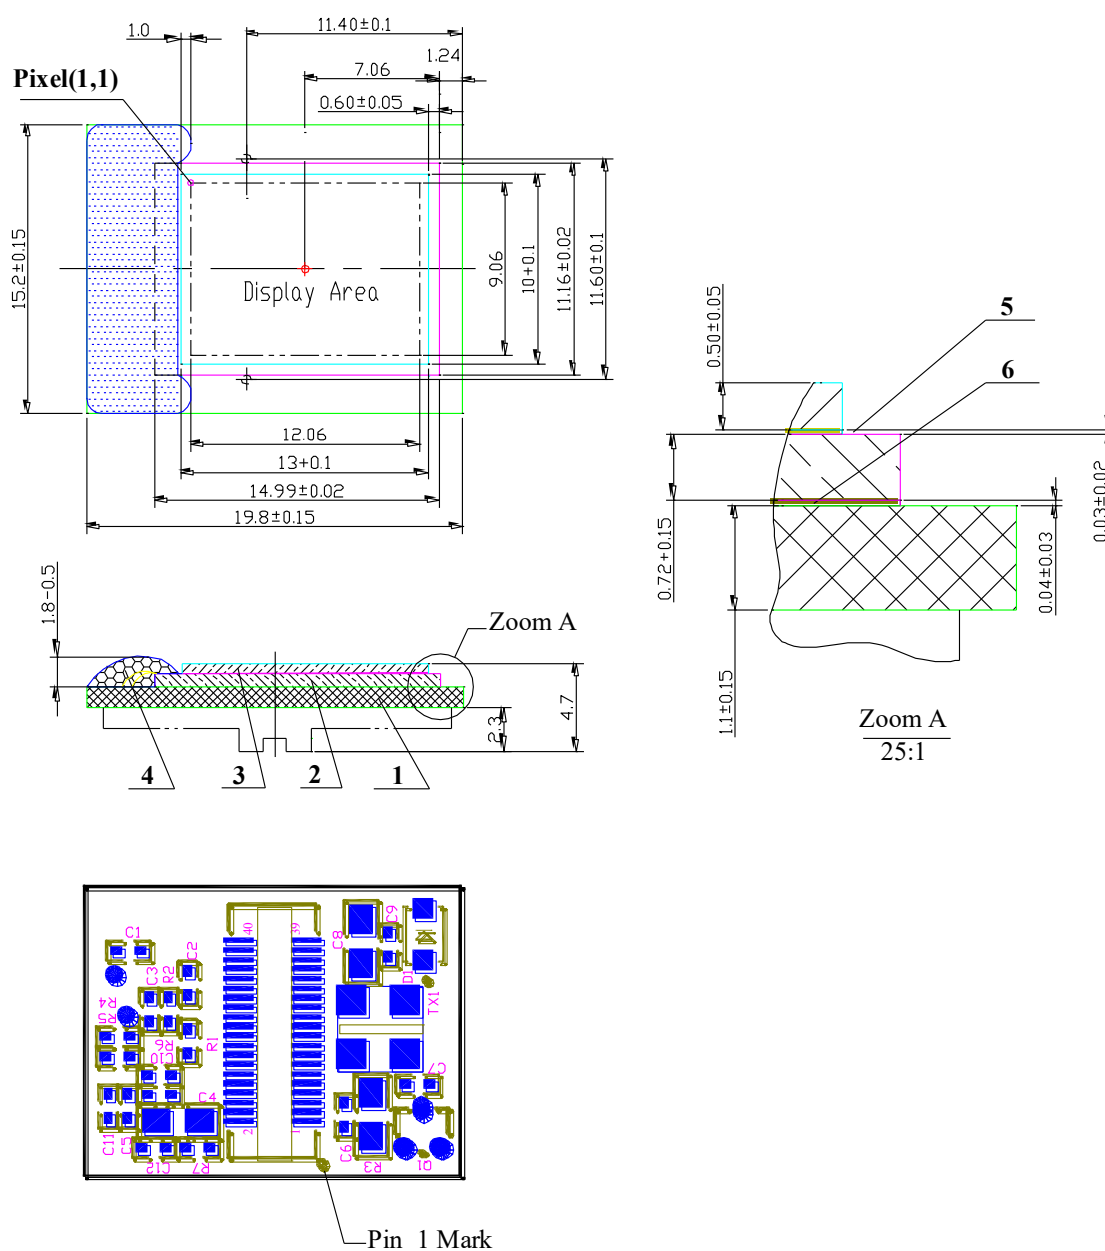 1.0
11.40±0.1
1.24
7.06
Pixel(1,1)
0.60±0.05
15.2±0.15
9.06
10+0.1
11.16±0.02
11.60±0.1
Display Area
12.06
13+0.1
14.99±0.02
19.8±0.15
0.50±0.05
5
6
0.72+0.15
0.03±0.02
0.04±0.03
1.1±0.15
Zoom A
25:1
1.8-0.5
Zoom A
4.7
2.3
4
3
2
1
C1
C2
C3
R2
R4
R5
R6
C10
R1
C4
C11
C5
C12
R7
40
39
2
1
C8
C9
D1
TX1
C7
C6
R3
Q1
Pin 1 Mark